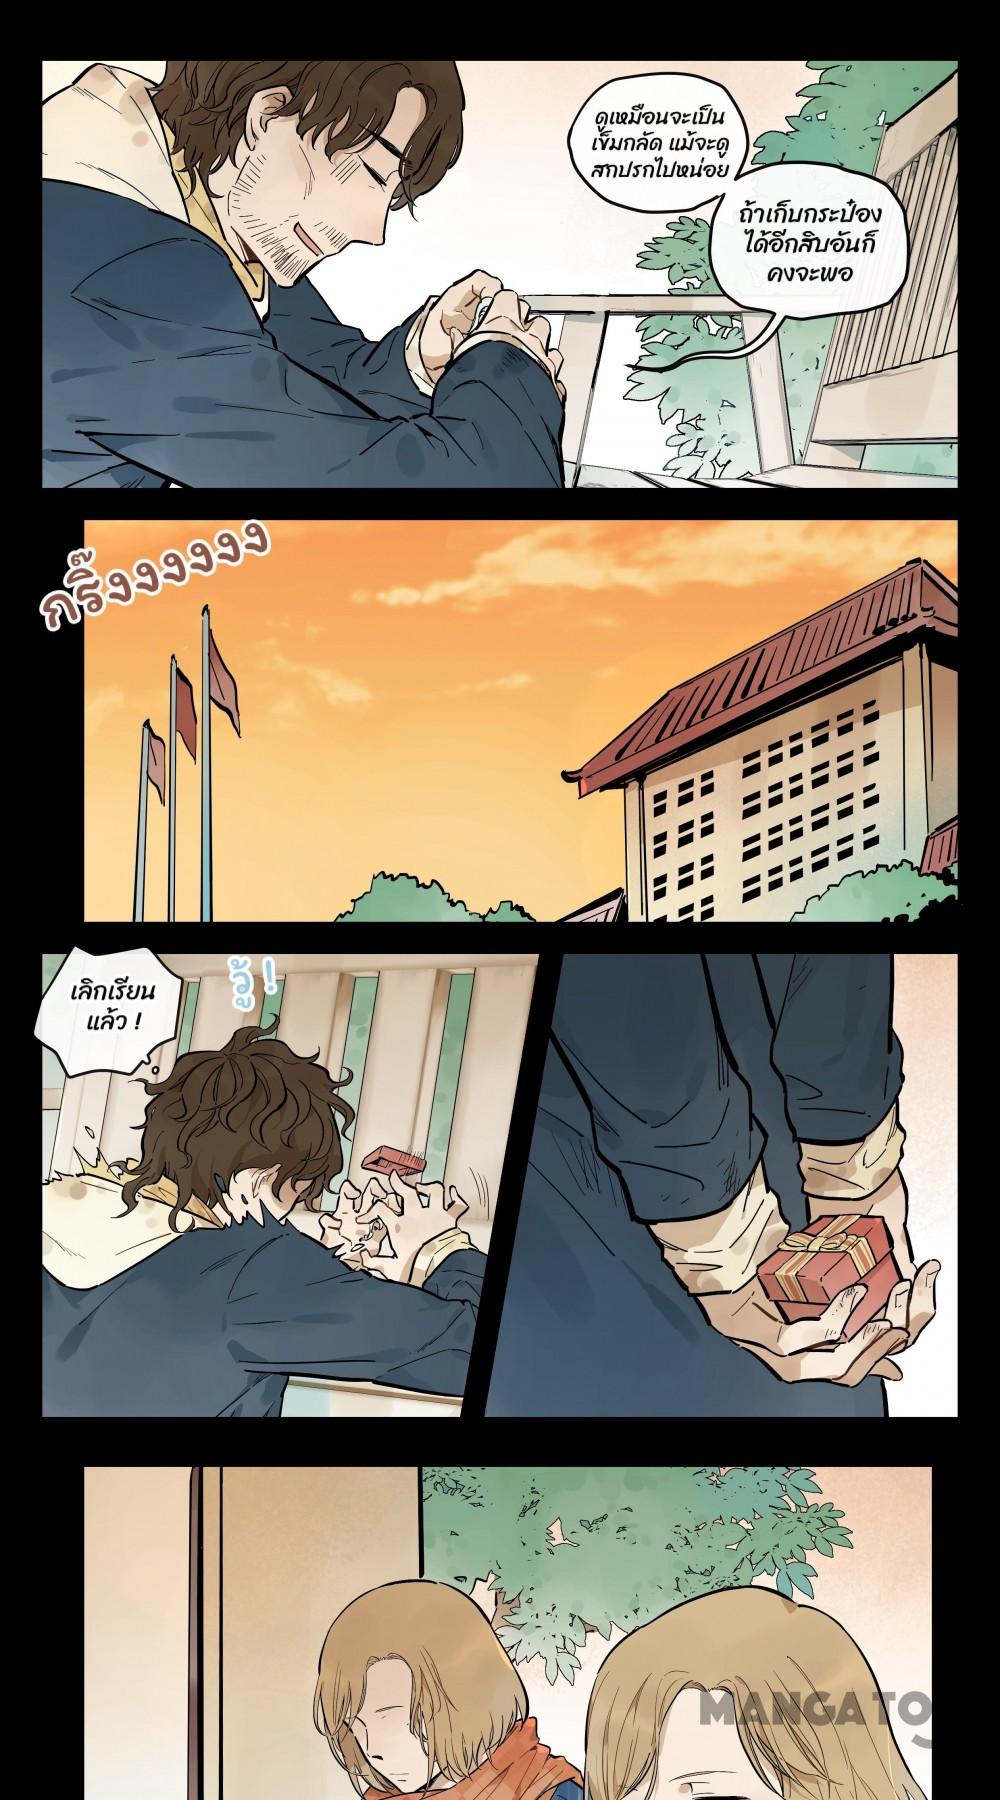 ดูเหมือนจะเป็น
เข็มกลัด แม้จะดู
สกปรกไปหน่อย
ถ้าเก็บกระป๋อง
ได้อีกสิบอันก็
คงจะพอ
กริ๊งงงงงงง
เลิกเรียน
แล้ว !
วู้ !
MANGATO